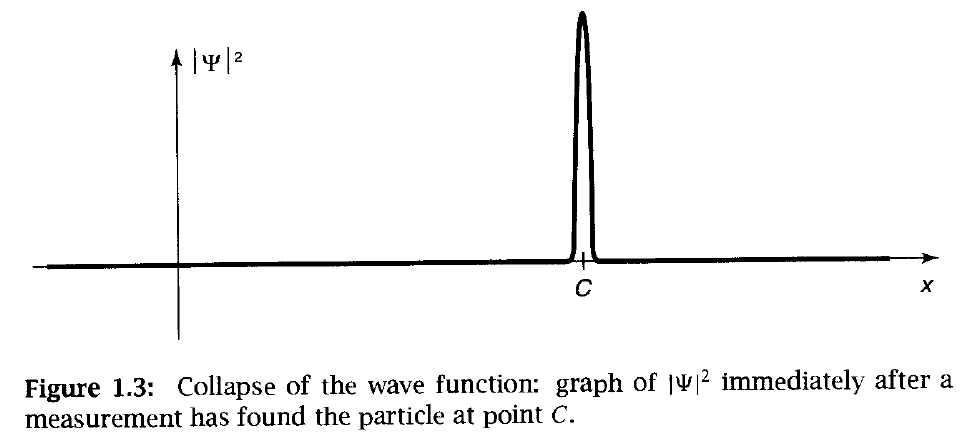 |Ψ|²
C
x
Figure 1.3: Collapse of the wave function: graph of |Ψ|² immediately after a
measurement has found the particle at point C.